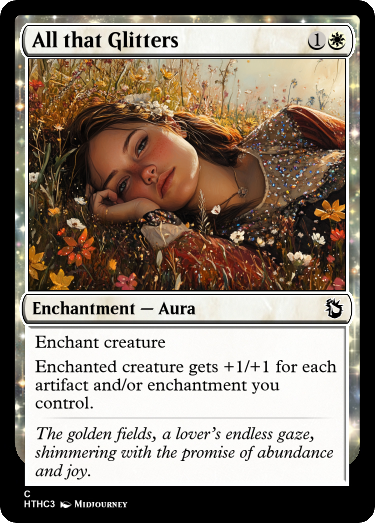 All that Glitters 1
Enchantment — Aura
Enchant creature
Enchanted creature gets +1/+1 for each
artifact and/or enchantment you
control.
The golden fields, a lover's endless gaze,
shimmering with the promise of abundance
and joy.
C
HTHC3 Midjourney